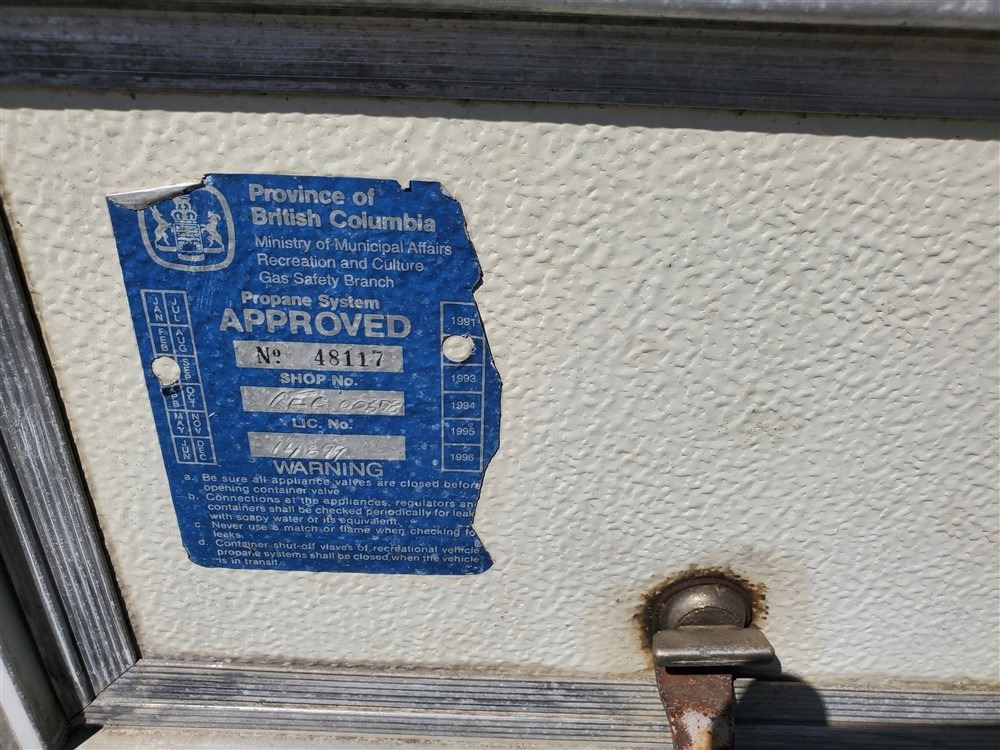 Province of
British Columbia
Ministry of Municipal Affairs
Recreation and Culture
Gas Safety Branch
Propane System
APPROVED
JAN JUL
FEB AUG
SEP
OCT
MAY NOV
JUN DEC
1991
1993
1994
1995
1996
Nº 48117
SHOP No.
LIC. No.
WARNING
a. Be sure all appliance valves are closed before
opening container valve
b. Connections at the appliances, regulators an
containers shall be checked periodically for leak
with soapy water or its equivalent.
c. Never use a match or flame when checking fo
leaks.
d. Container shut-off vlaves of recreational vehicle
propane systems shall be closed when the vehicle
is in transit.